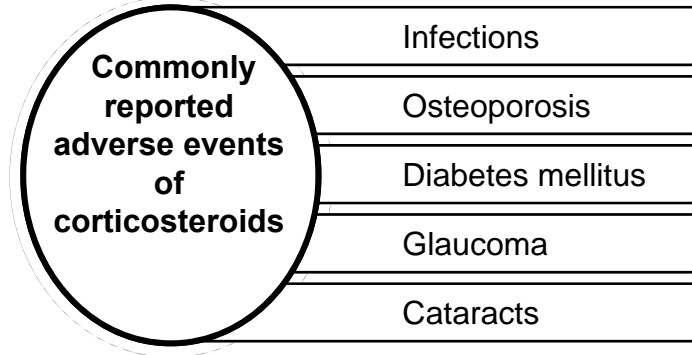 Commonly
reported
adverse events
of
corticosteroids
Infections
Osteoporosis
Diabetes mellitus
Glaucoma
Cataracts